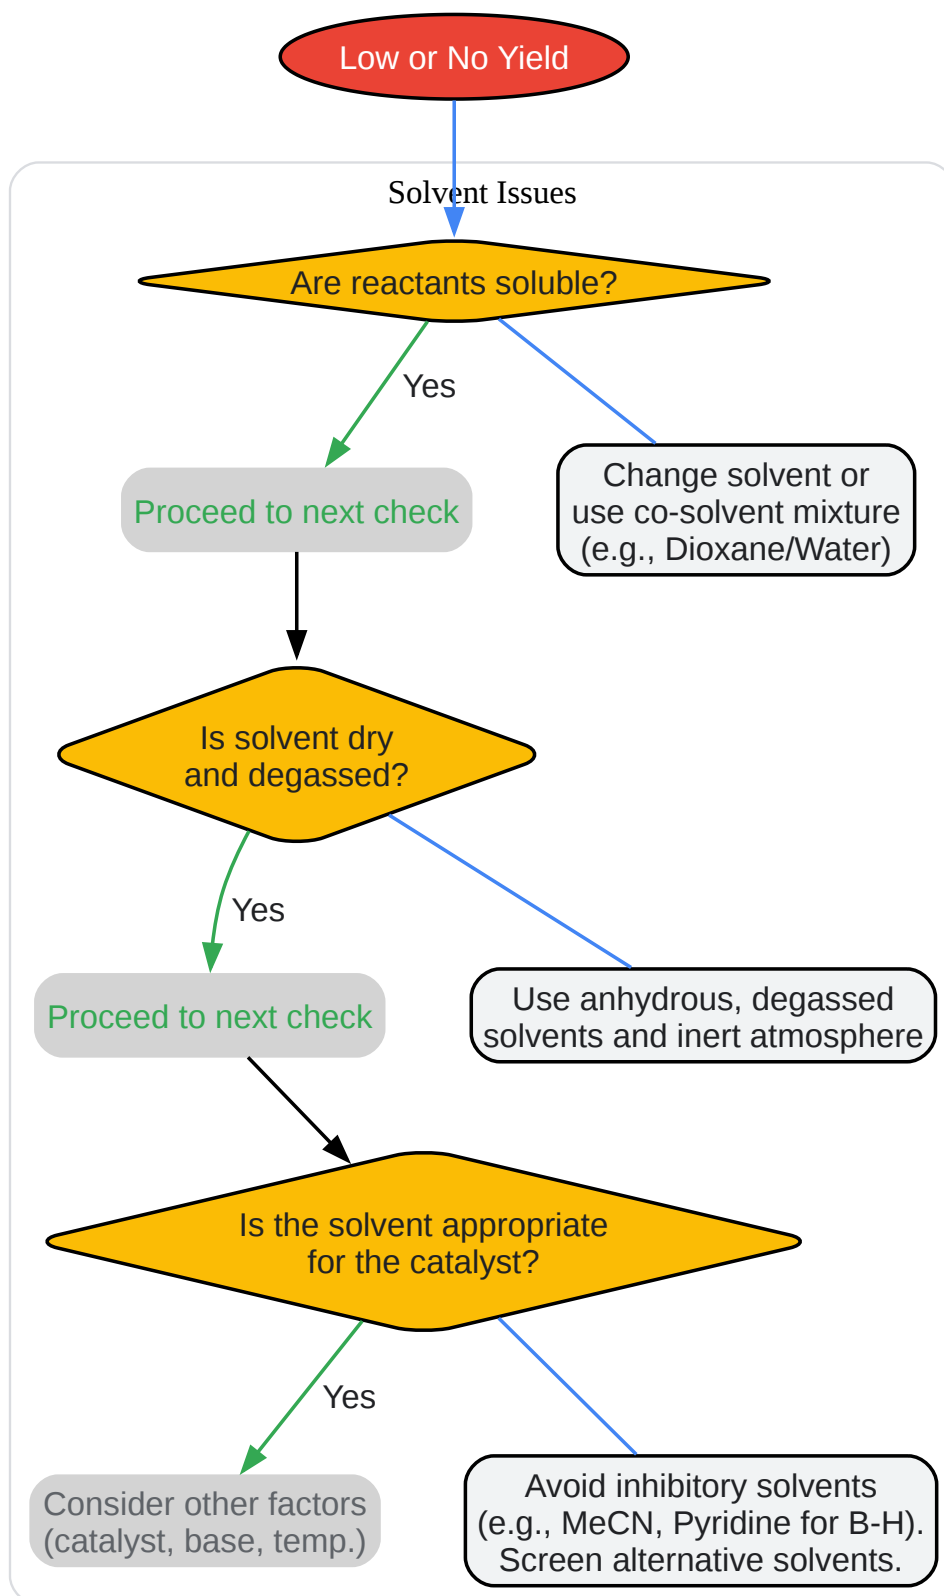 Low or No Yield
Solvent Issues
Are reactants soluble?
Yes
Proceed to next check
Change solvent or
use co-solvent mixture
(e.g., Dioxane/Water)
Is solvent dry
and degassed?
Yes
Proceed to next check
Use anhydrous, degassed
solvents and inert atmosphere
Is the solvent appropriate
for the catalyst?
Yes
Consider other factors
(catalyst, base, temp.)
Avoid inhibitory solvents
(e.g., MeCN, Pyridine for B-H).
Screen alternative solvents.